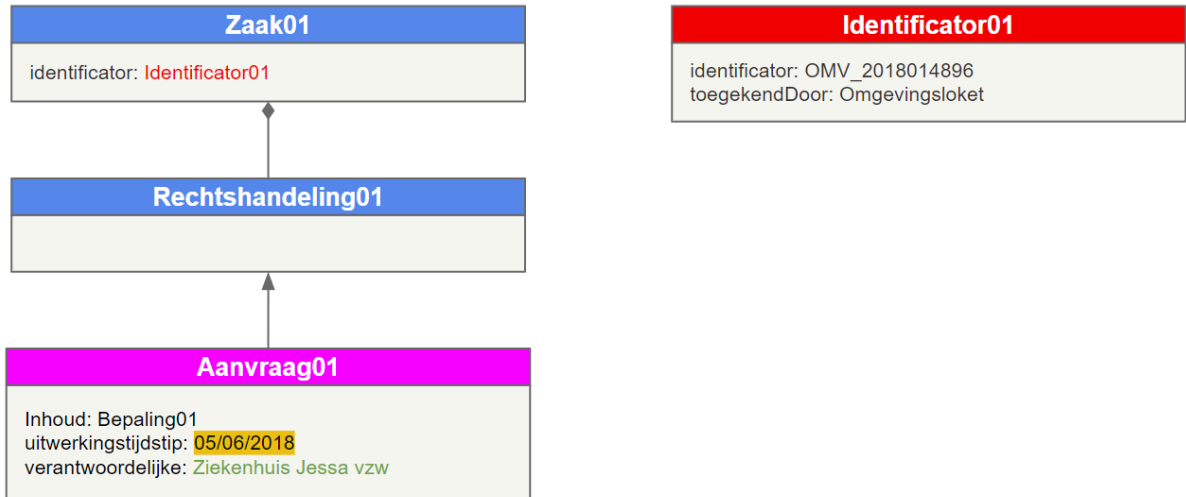 Zaak01
identificator: Identificator01
Identificator01
identificator: OMV_2018014896
toegekendDoor: Omgevingsloket
Rechtshandeling01
Aanvraag01
Inhoud: Bepaling01
uitwerkingstijdstip: 05/06/2018
verantwoordelijke: Ziekenhuis Jessa vzw